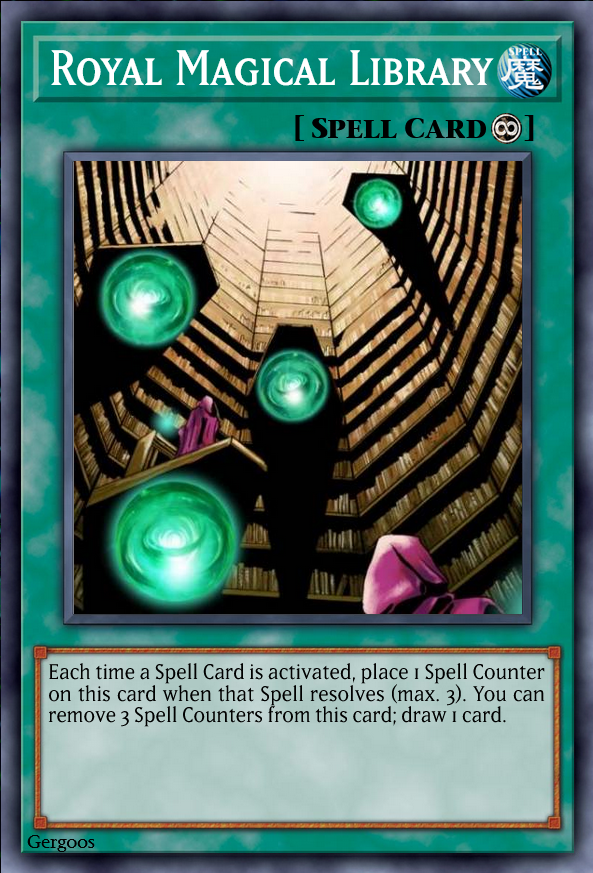 ROYAL MAGICAL LIBRARY
SPELL
魔
[ SPELL CARD ]
Each time a Spell Card is activated, place 1 Spell Counter
on this card when that Spell resolves (max. 3). You can
remove 3 Spell Counters from this card; draw 1 card.
Gergoos